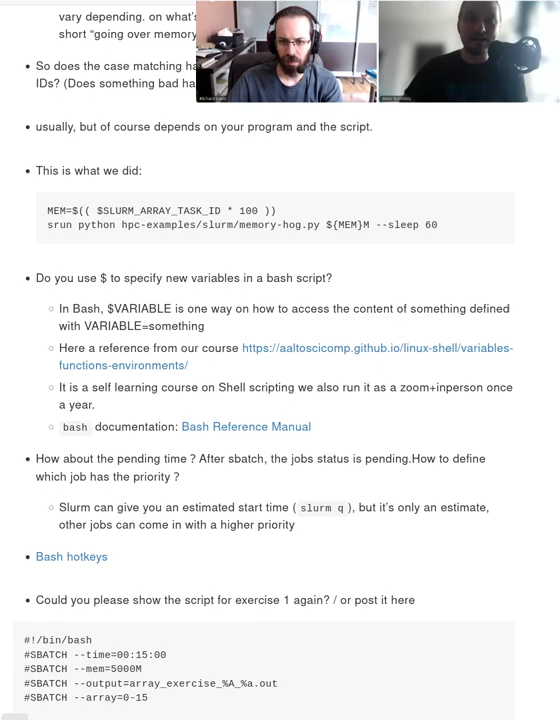 vary depending. on what's
short “going over memory
So does the case matching ha
IDs? (Does something bad ha
usually, but of course depends on your program and the script.
This is what we did:
MEM=$(( $SLURM_ARRAY_TASK_ID * 100 ))
srun python hpc-examples/slurm/memory-hog.py ${MEM}M --sleep 60
Do you use $ to specify new variables in a bash script?
In Bash, $VARIABLE is one way on how to access the content of something defined
with VARIABLE=something
Here a reference from our course https://aaltoscicomp.github.io/linux-shell/variables-
functions-environments/
It is a self learning course on Shell scripting we also run it as a zoom+inperson once
a year.
bash documentation: Bash Reference Manual
How about the pending time？After sbatch, the jobs status is pending.How to define
which job has the priority？
Slurm can give you an estimated start time ( slurm q ), but it's only an estimate,
other jobs can come in with a higher priority
Bash hotkeys
Could you please show the script for exercise 1 again? / or post it here
#!/bin/bash
#SBATCH --time=00:15:00
#SBATCH --mem=5000M
#SBATCH --output=array_exercise_%A_%a.out
#SBATCH --array=0-15